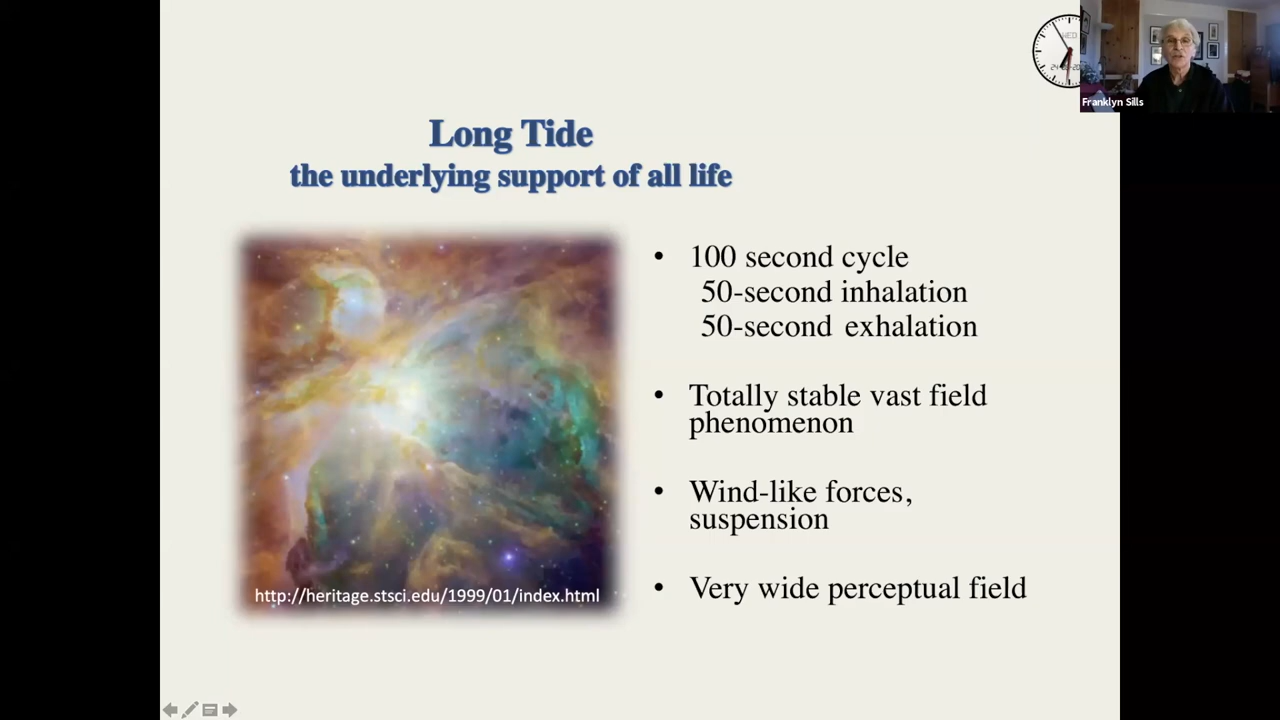 WED
Franklyn Sills
Long Tide
the underlying support of all life
• 100 second cycle
50-second inhalation
50-second exhalation
• Totally stable vast field
phenomenon
• Wind-like forces,
suspension
• Very wide perceptual field
http://heritage.stsci.edu/1999/01/index.html